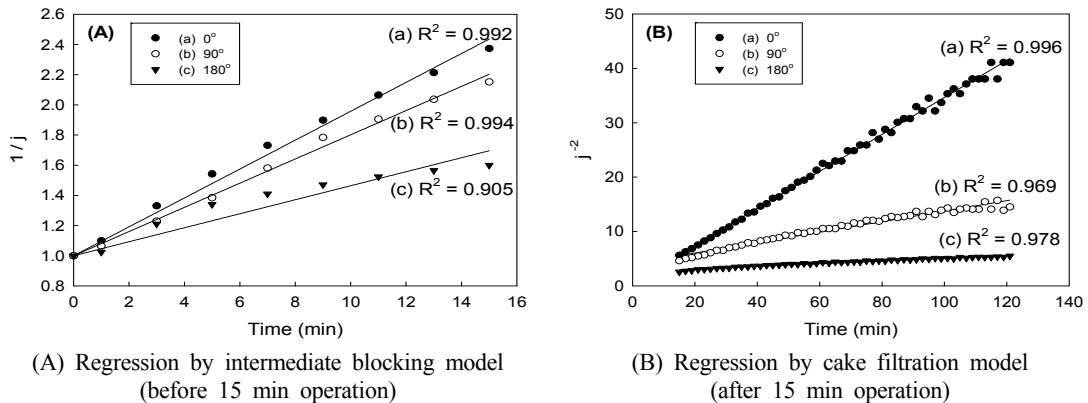 (A)
(a) 0°
(b) 90°
(c) 180°
(a) R² = 0.992
(b)
R² = 0.994
(c)
R² = 0.905
2.6
2.4
2.2
2.0
1.8
1.6
1.4
1.2
1.0
0.8
1 / j
0 2 4 6 8 10 12 14 16
Time (min)
(A) Regression by intermediate blocking model
(before 15 min operation)
(B)
(a) 0°
(b) 90°
(c) 180°
(a) R² = 0.996
(b) R² = 0.969
(c) R² = 0.978
50
40
30
20
10
0
j⁻²
20 40 60 80 100 120 140
Time (min)
(B) Regression by cake filtration model
(after 15 min operation)